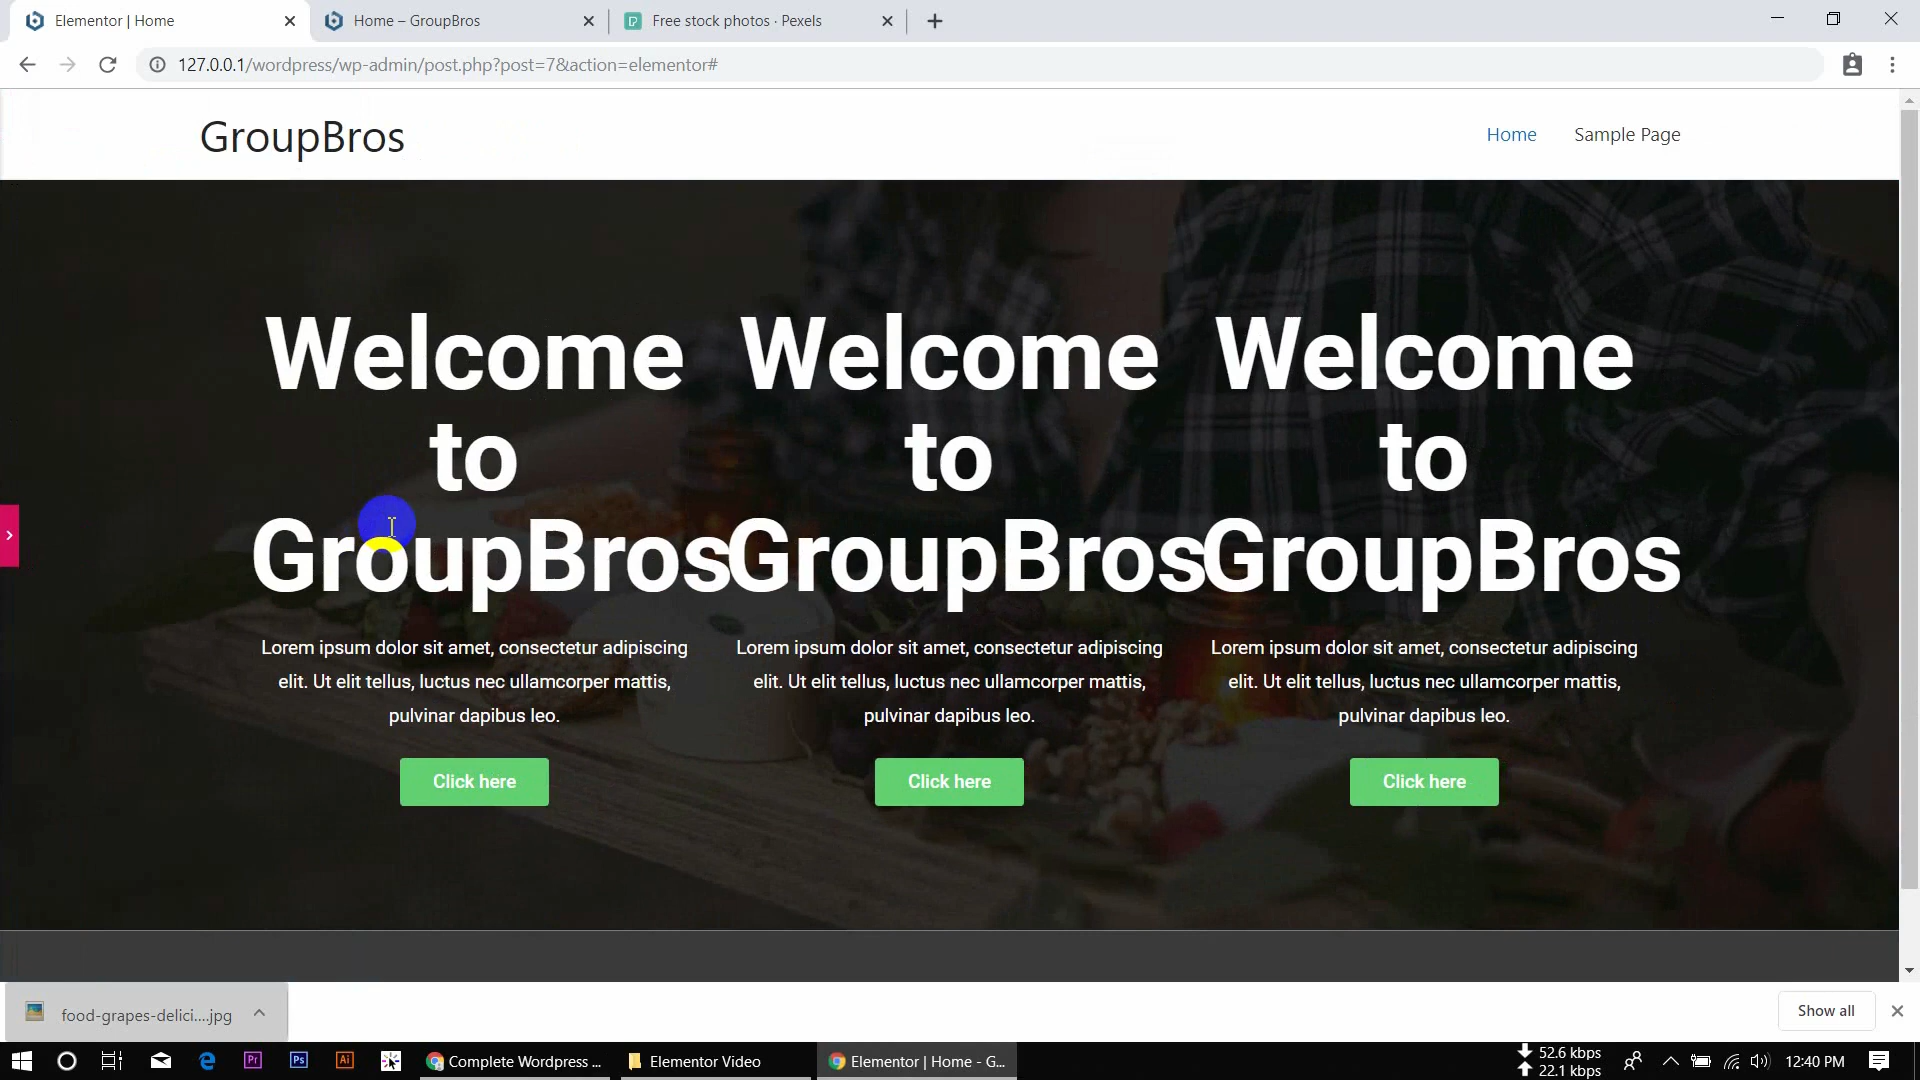 Elementor | Home
Home – GroupBros
Free stock photos · Pexels
127.0.0.1/wordpress/wp-admin/post.php?post=7&action=elementor#
GroupBros
Home
Sample Page
Welcome
to
GroupBros
Lorem ipsum dolor sit amet, consectetur adipiscing
elit. Ut elit tellus, luctus nec ullamcorper mattis,
pulvinar dapibus leo.
Click here
Welcome
to
GroupBros
Lorem ipsum dolor sit amet, consectetur adipiscing
elit. Ut elit tellus, luctus nec ullamcorper mattis,
pulvinar dapibus leo.
Click here
Welcome
to
GroupBros
Lorem ipsum dolor sit amet, consectetur adipiscing
elit. Ut elit tellus, luctus nec ullamcorper mattis,
pulvinar dapibus leo.
Click here
food-grapes-delici....jpg
Show all
Pr
Ps
Ai
Complete Wordpress ...
Elementor Video
Elementor | Home - G...
52.6 kbps
22.1 kbps
12:40 PM